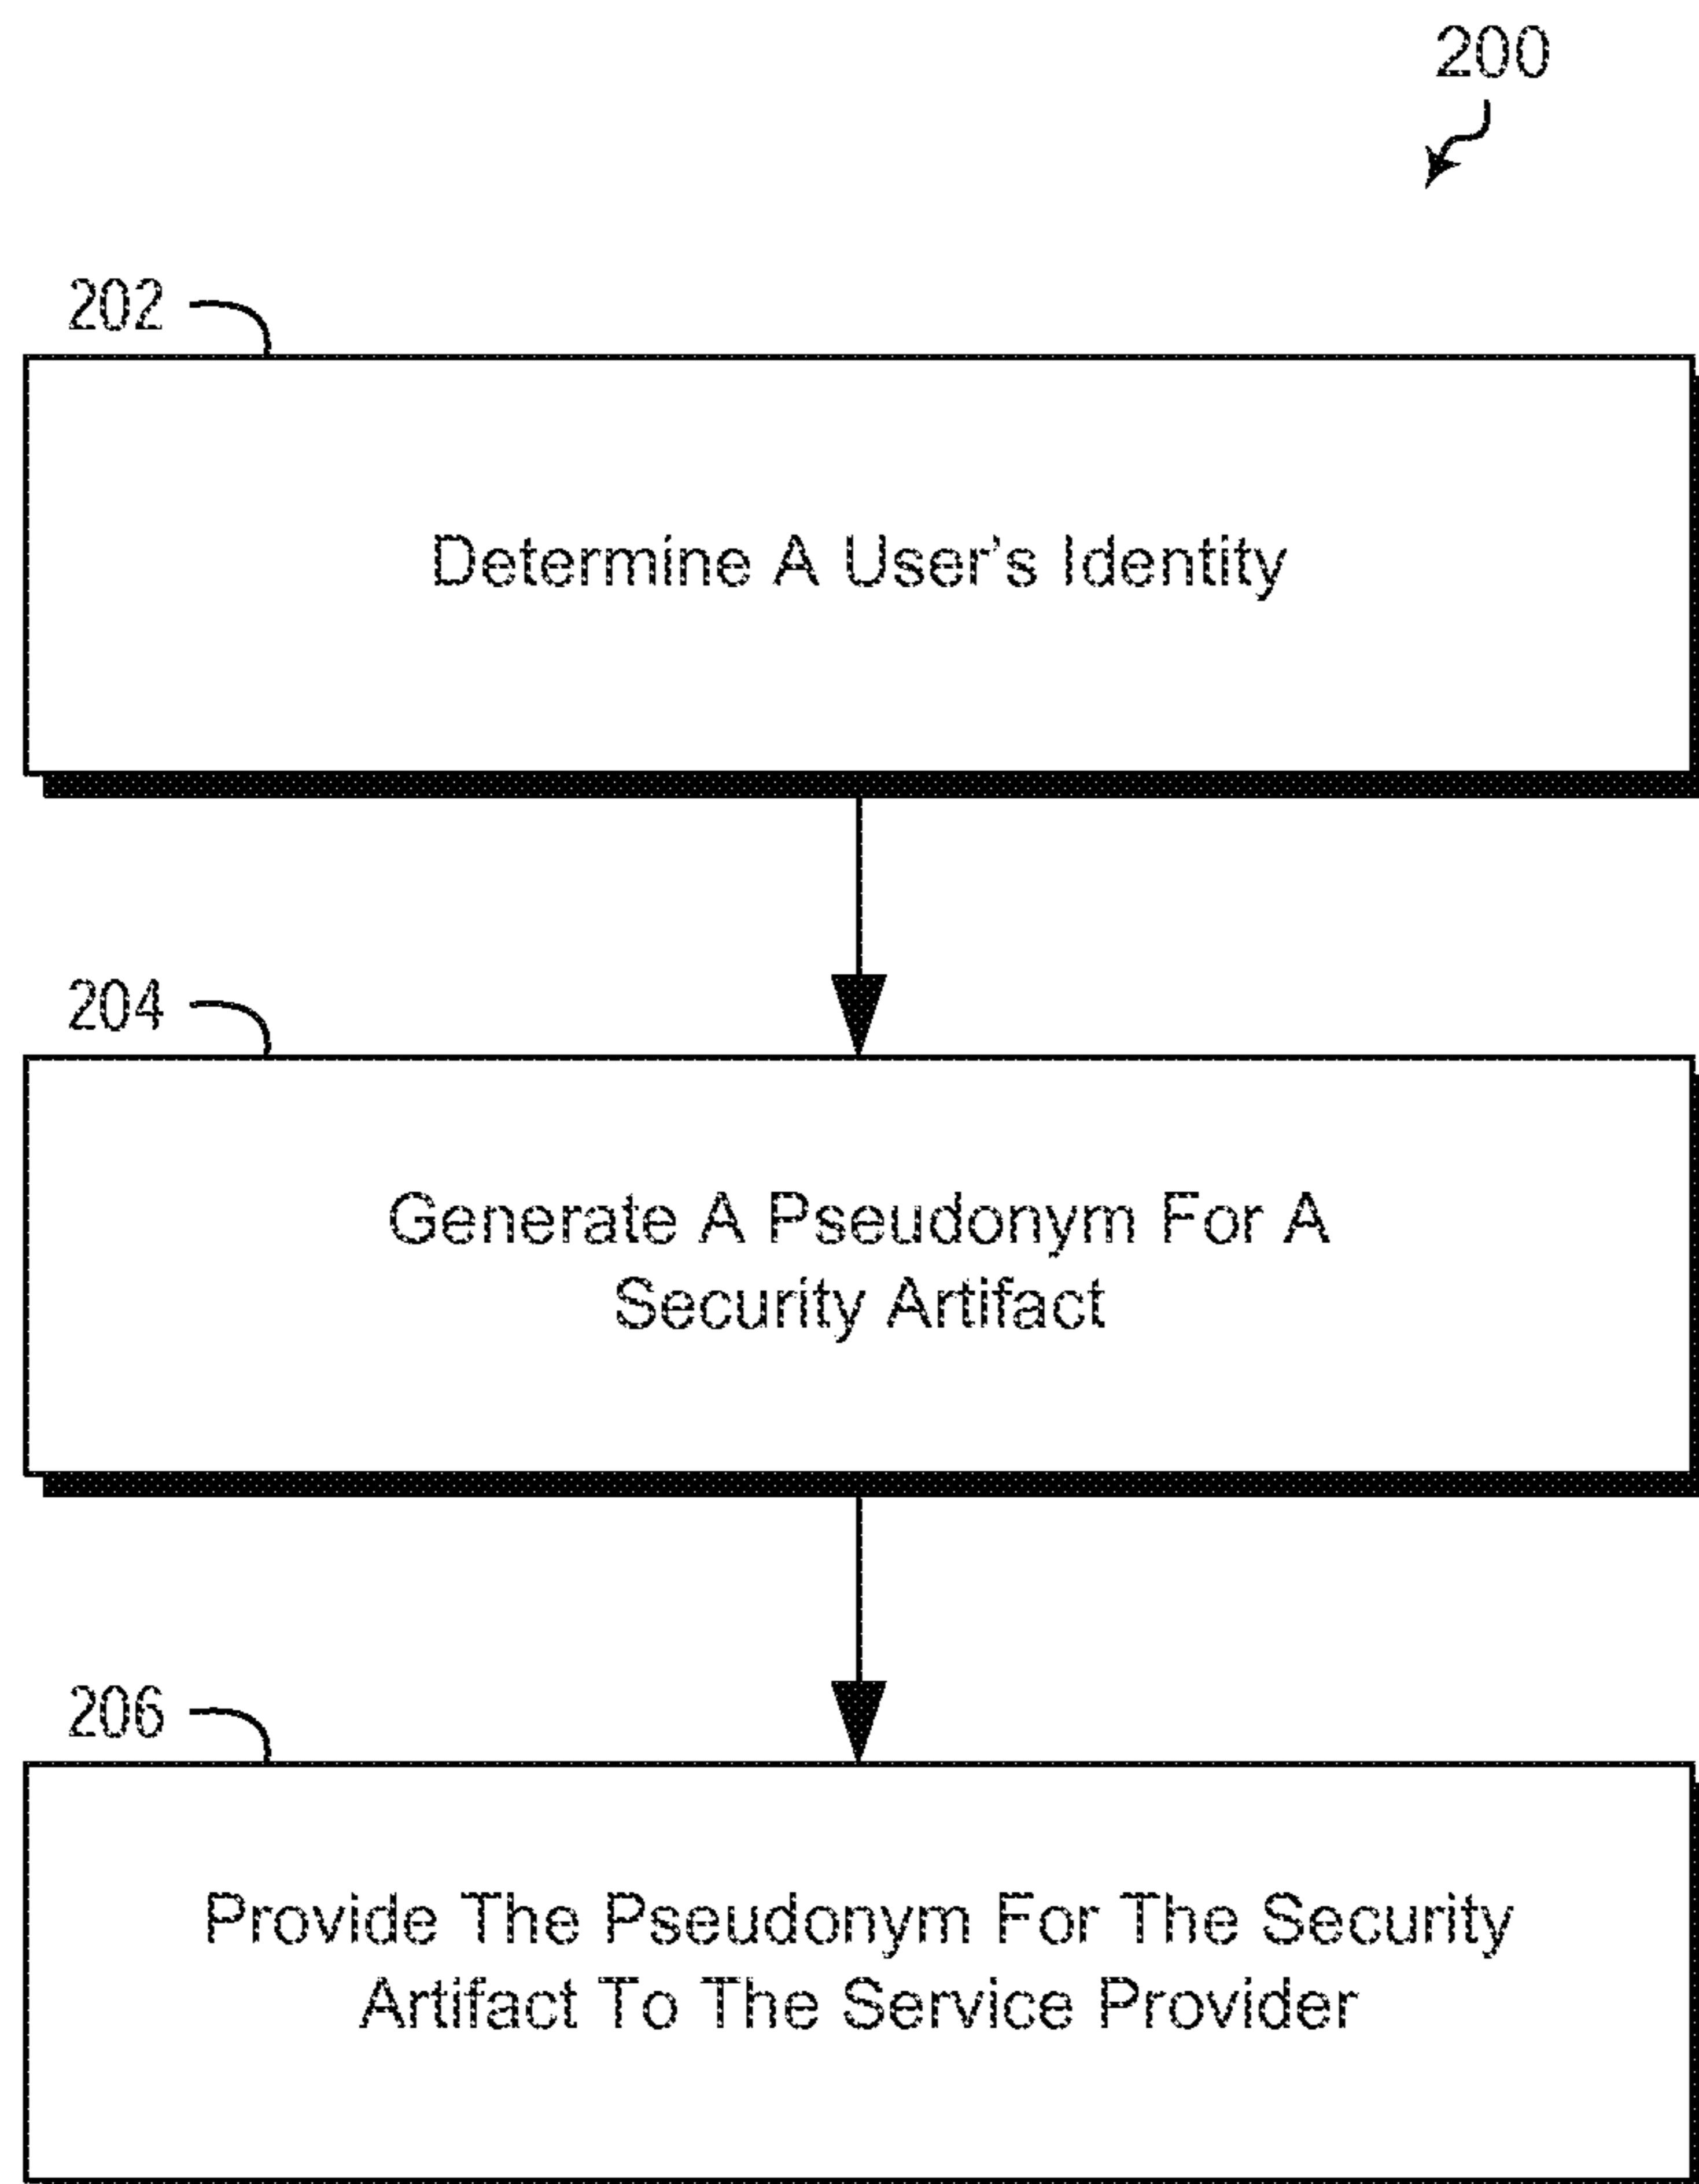 200
202
Determine A User's Identity
204
Generate A Pseudonym For A
Security Artifact
206
Provide The Pseudonym For The Security
Artifact To The Service Provider